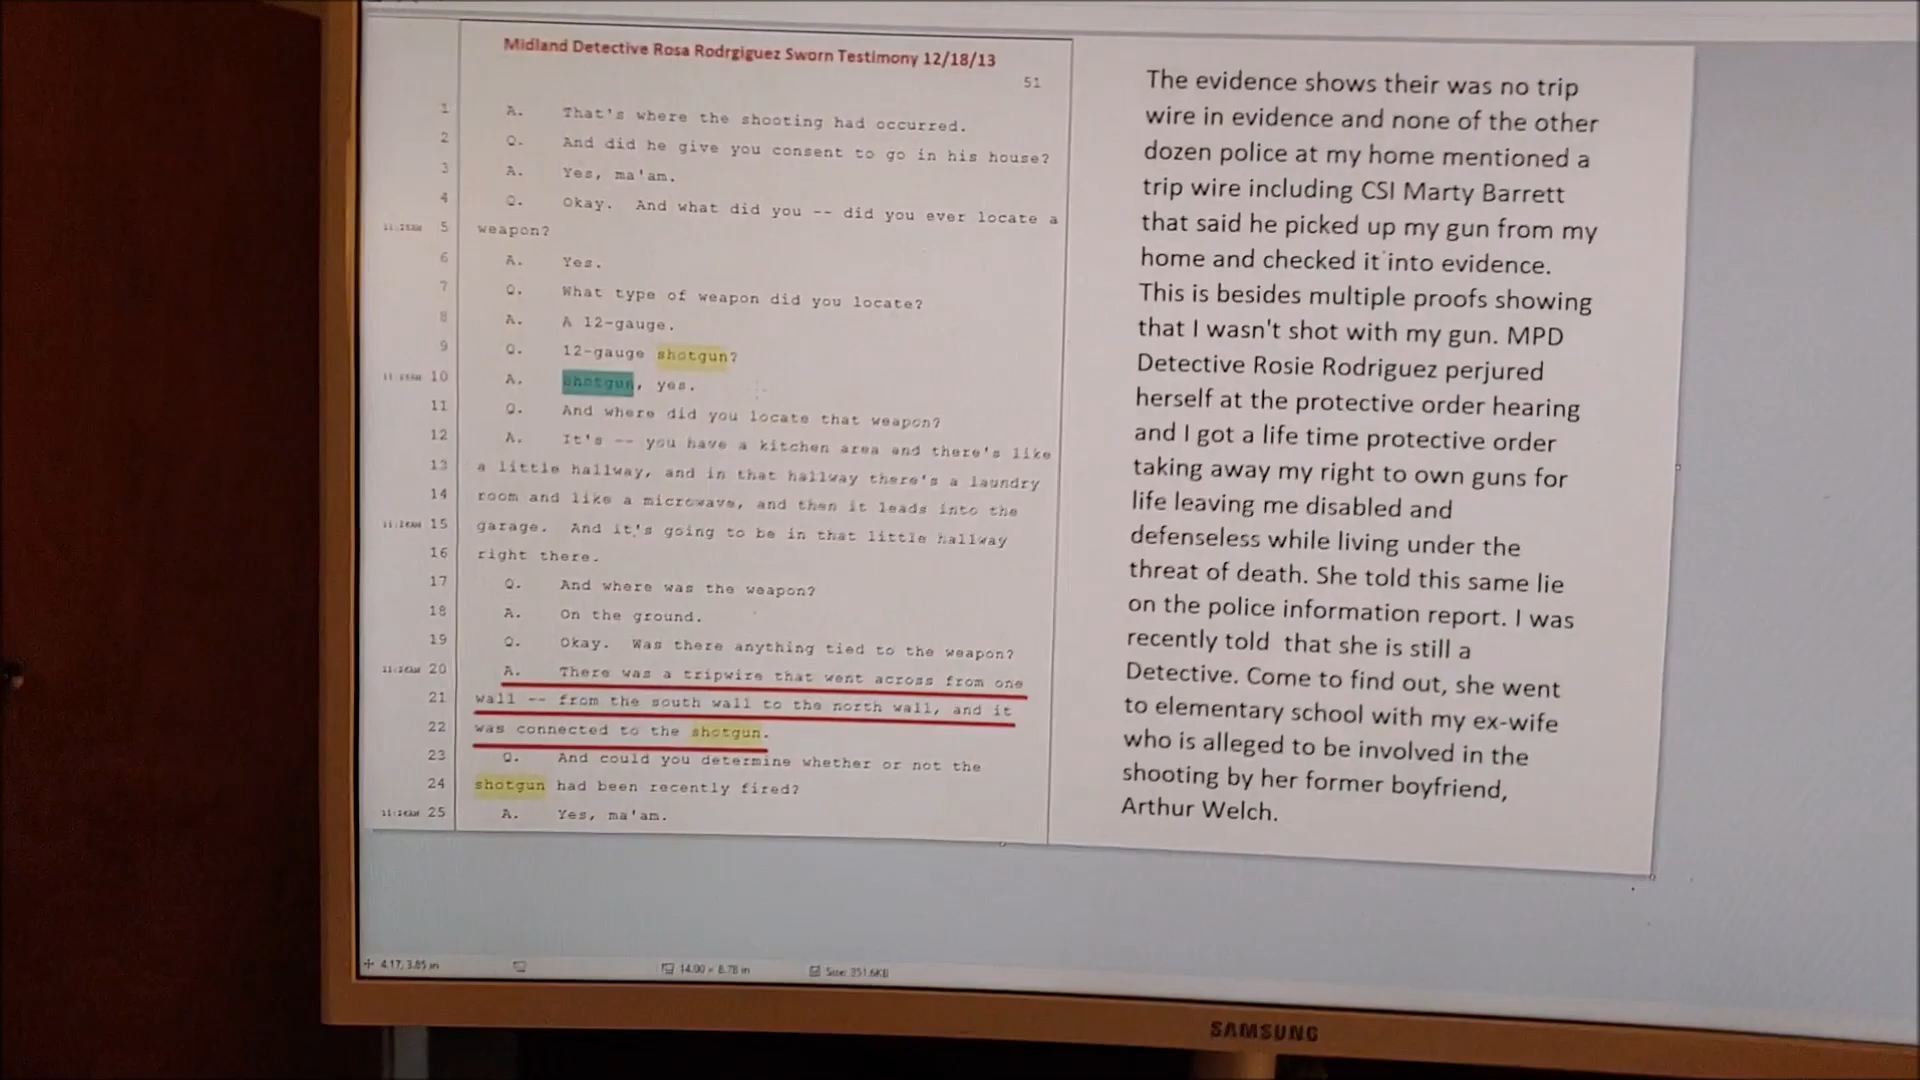 Midland Detective Rosa Rodrgiguez Sworn Testimony 12/18/13
51
1 A. That's where the shooting had occurred.
2 Q. And did he give you consent to go in his house?
3 A. Yes, ma'am.
4 Q. Okay. And what did you -- did you ever locate a
5 weapon?
6 A. Yes.
7 Q. What type of weapon did you locate?
8 A. A 12-gauge.
9 Q. 12-gauge shotgun?
10 A. Shotgun, yes.
11 Q. And where did you locate that weapon?
12 A. It's -- you have a kitchen area and there's like
13 a little hallway, and in that hallway there's a laundry
14 room and like a microwave, and then it leads into the
15 garage. And it's going to be in that little hallway
16 right there.
17 Q. And where was the weapon?
18 A. On the ground.
19 Q. Okay. Was there anything tied to the weapon?
20 A. There was a tripwire that went across from one
21 wall -- from the south wall to the north wall, and it
22 was connected to the shotgun.
23 Q. And could you determine whether or not the
24 shotgun had been recently fired?
25 A. Yes, ma'am.
The evidence shows their was no trip
wire in evidence and none of the other
dozen police at my home mentioned a
trip wire including CSI Marty Barrett
that said he picked up my gun from my
home and checked it into evidence.
This is besides multiple proofs showing
that I wasn't shot with my gun. MPD
Detective Rosie Rodriguez perjured
herself at the protective order hearing
and I got a life time protective order
taking away my right to own guns for
life leaving me disabled and
defenseless while living under the
threat of death. She told this same lie
on the police information report. I was
recently told that she is still a
Detective. Come to find out, she went
to elementary school with my ex-wife
who is alleged to be involved in the
shooting by her former boyfriend,
Arthur Welch.
4.17, 3.85 in
14.00 × 8.78 in
Size: 351.6KB
SAMSUNG